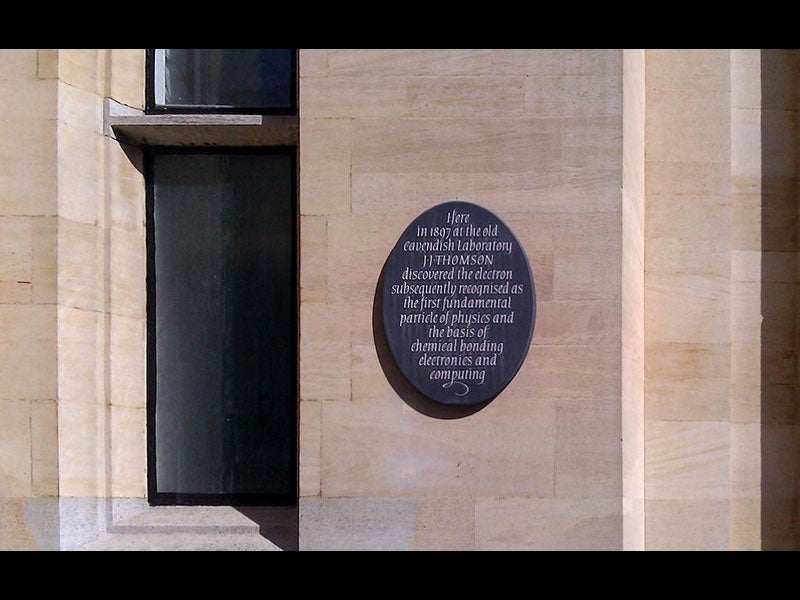 Here
in 1897 at the old
Cavendish Laboratory
J·J·THOMSON
discovered the electron
subsequently recognised as
the first fundamental
particle of physics and
the basis of
chemical bonding
electronics and
computing